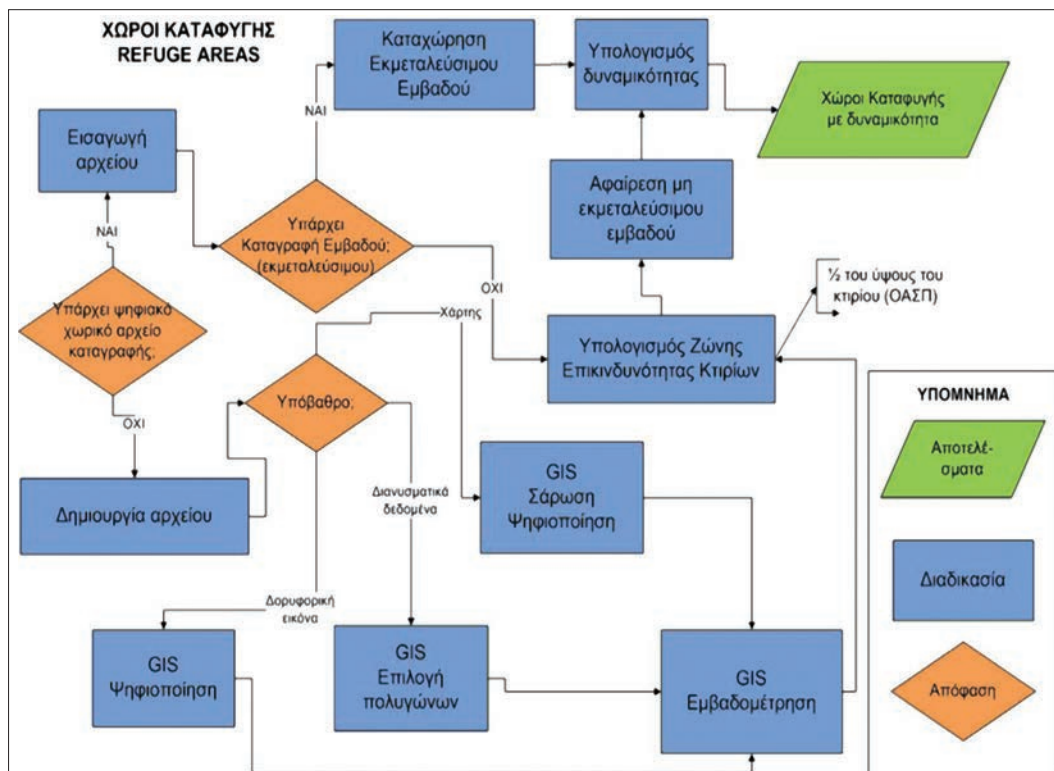 ΧΩΡΟΙ ΚΑΤΑΦΥΓΗΣ
REFUGE AREAS
Καταχώρηση
Εκμεταλεύσιμου
Εμβαδού
Υπολογισμός
δυναμικότητας
Χώροι Καταφυγής
με δυναμικότητα
ΝΑΙ
Εισαγωγή
αρχείου
Αφαίρεση μη
εκμεταλεύσιμου
εμβαδού
Υπάρχει
Καταγραφή Εμβαδού;
(εκμεταλεύσιμου)
ΝΑΙ
ΟΧΙ
½ του ύψους του
κτιρίου (ΟΑΣΠ)
Υπάρχει ψηφιακό
χωρικό αρχείο
καταγραφής;
Χάρτης
Υπολογισμός Ζώνης
Επικινδυνότητας Κτιρίων
Υπόβαθρο;
ΟΧΙ
ΥΠΟΜΝΗΜΑ
Αποτελέ-
σματα
GIS
Σάρωση
Ψηφιοποίηση
Διανυσματικά
δεδομένα
Δημιουργία αρχείου
Διαδικασία
Δορυφορική
εικόνα
GIS
Ψηφιοποίηση
GIS
Επιλογή
πολυγώνων
GIS
Εμβαδομέτρηση
Απόφαση